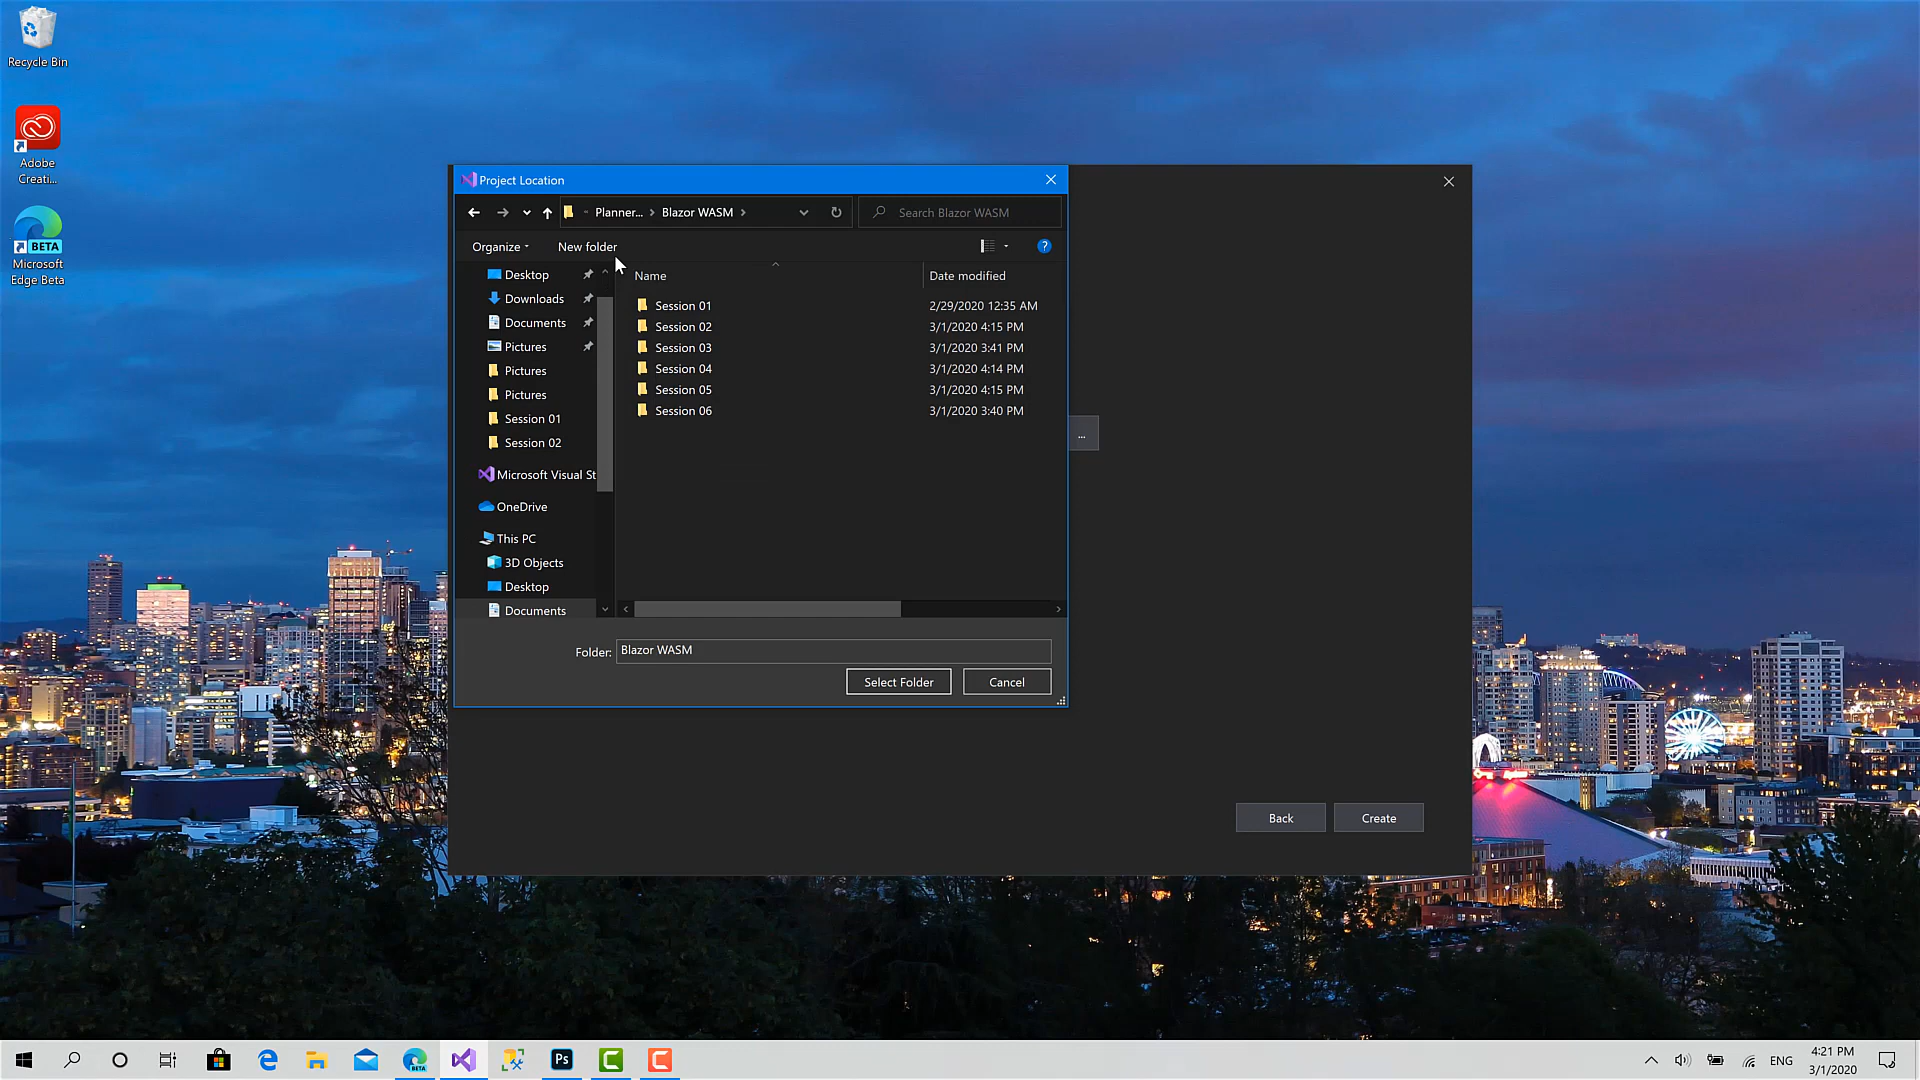 Recycle Bin
Adobe
Creati...
BETA
Microsoft
Edge Beta
Project Location
Planner... > Blazor WASM >
Search Blazor WASM
Organize
New folder
?
Name
Date modified
Desktop
Downloads
Documents
Pictures
Pictures
Pictures
Session 01
Session 02
Microsoft Visual St
OneDrive
This PC
3D Objects
Desktop
Documents
Session 01 2/29/2020 12:35 AM
Session 02 3/1/2020 4:15 PM
Session 03 3/1/2020 3:41 PM
Session 04 3/1/2020 4:14 PM
Session 05 3/1/2020 4:15 PM
Session 06 3/1/2020 3:40 PM
Folder: Blazor WASM
Select Folder
Cancel
...
Back
Create
BETA
Ps
ENG
4:21 PM
3/1/2020